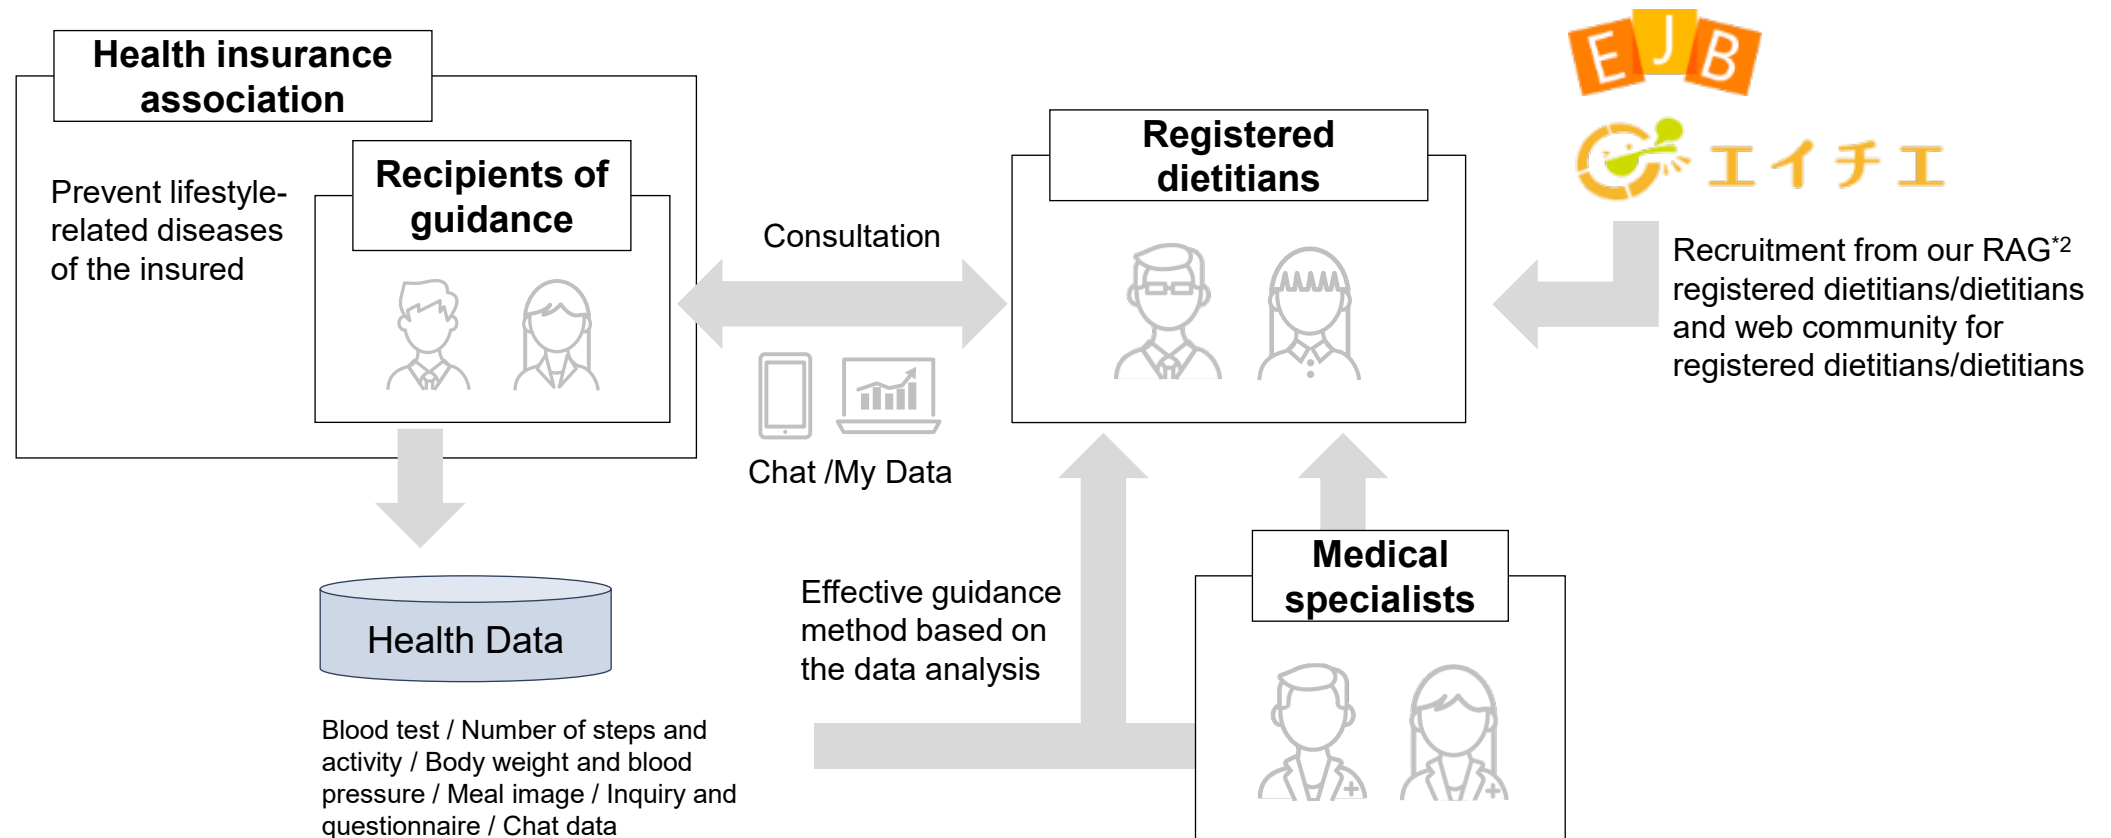 Health insurance
association
Prevent lifestyle-
related diseases
of the insured
Recipients of
guidance
Consultation
Chat /My Data
Registered
dietitians
EJB
エイチエ
Recruitment from our RAG*2
registered dietitians/dietitians
and web community for
registered dietitians/dietitians
Health Data
Blood test / Number of steps and
activity / Body weight and blood
pressure / Meal image / Inquiry and
questionnaire / Chat data
Effective guidance
method based on
the data analysis
Medical
specialists